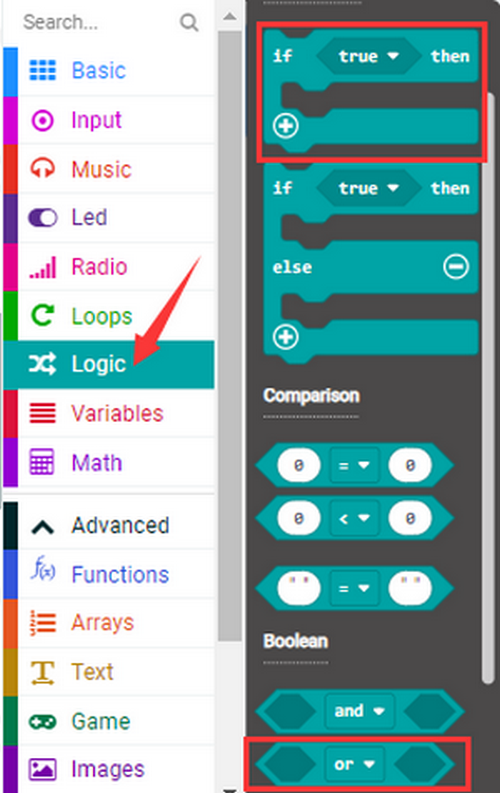 Search...
Basic
Input
Music
Led
Radio
Loops
Logic
Variables
Math
Advanced
Functions
Arrays
Text
Game
Images
if true then
if true then
else
Comparison
0 = 0
0 < 0
" " = " "
Boolean
and
or